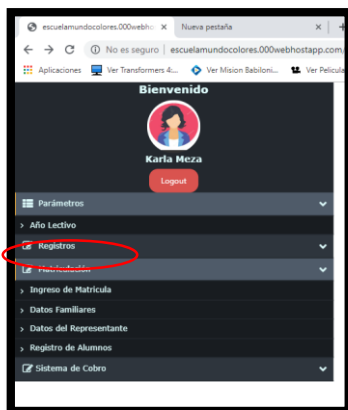 escuelamundocolores.000webho
Nueva pestaña
No es seguro | escuelamundocolores.000webhostapp.com
Aplicaciones Ver Transformers 4:... Ver Mision Babiloni... Ver Pelicula
Bienvenido
Karla Meza
Logout
Parámetros
> Año Lectivo
Registros
Matriculación
> Ingreso de Matricula
> Datos Familiares
> Datos del Representante
> Registro de Alumnos
Sistema de Cobro